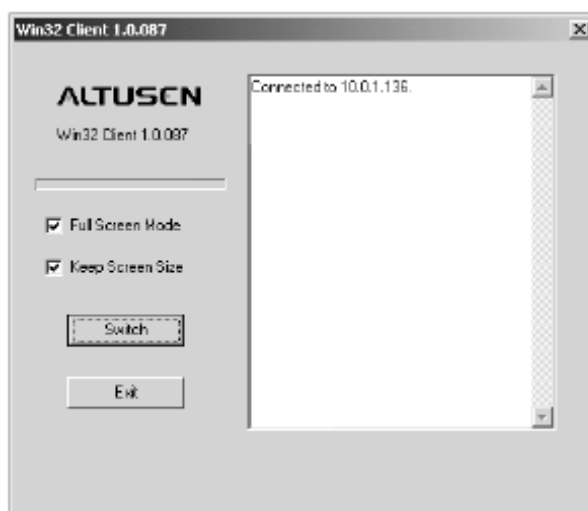 Win32 Client 1.0.087
ALTUSEN
Win32 Client 1.0.087
Full Screen Mode
Keep Screen Size
Switch
Exit
Connected to 10.0.1.136.